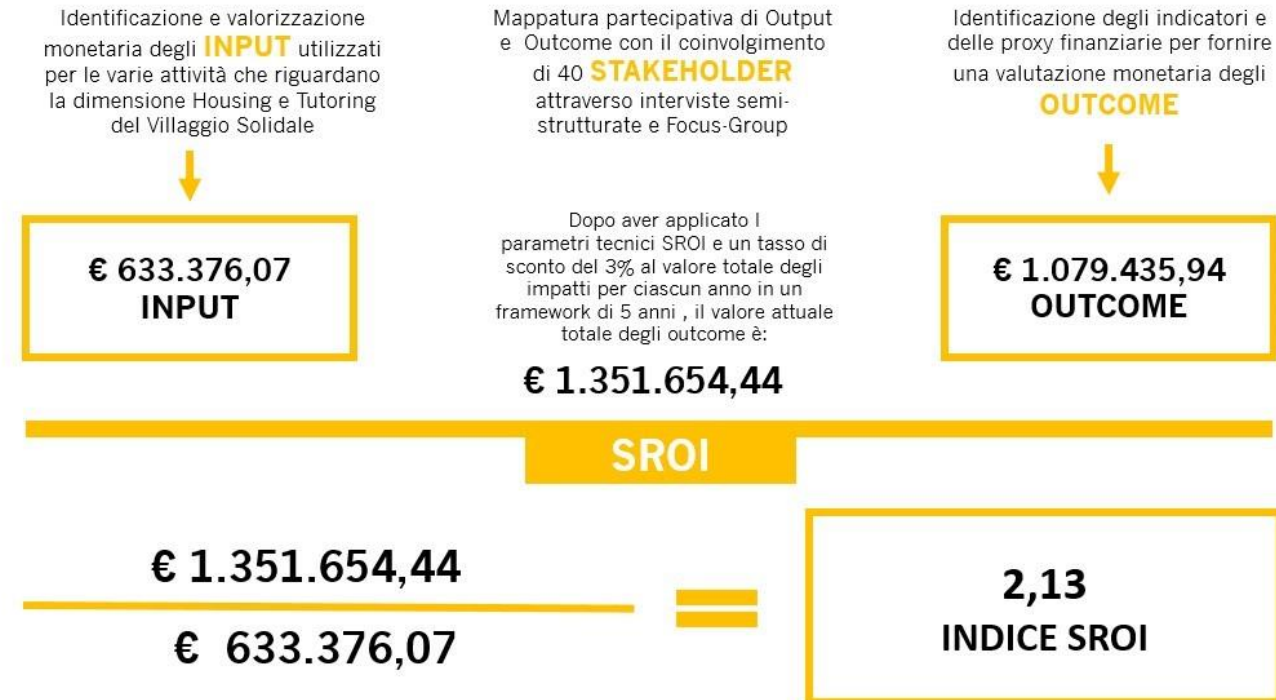 Identificazione e valorizzazione
monetaria degli INPUT utilizzati
per le varie attività che riguardano
la dimensione Housing e Tutoring
del Villaggio Solidale
€ 633.376,07
INPUT
Mappatura partecipativa di Output
e Outcome con il coinvolgimento
di 40 STAKEHOLDER
attraverso interviste semi-
strutturate e Focus-Group
Dopo aver applicato I
parametri tecnici SROI e un tasso di
sconto del 3% al valore totale degli
impatti per ciascun anno in un
framework di 5 anni , il valore attuale
totale degli outcome è:
€ 1.351.654,44
Identificazione degli indicatori e
delle proxy finanziarie per fornire
una valutazione monetaria degli
OUTCOME
€ 1.079.435,94
OUTCOME
SROI
€ 1.351.654,44
€ 633.376,07
=
2,13
INDICE SROI